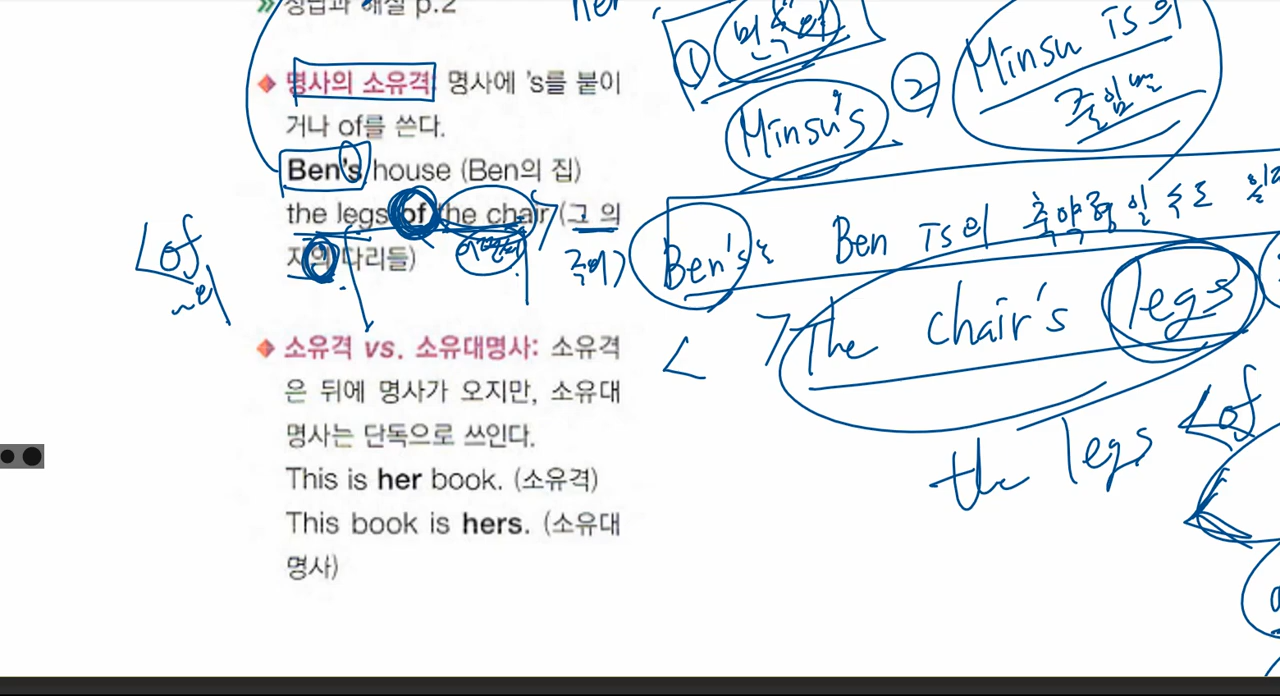 정답과 해설 p.2
명사의 소유격: 명사에 's를 붙이
거나 of를 쓴다.
Ben's house (Ben의 집)
the legs of the chair (그 의
자의 다리들)
소유격 vs. 소유대명사: 소유격
은 뒤에 명사가 오지만, 소유대
명사는 단독으로 쓰인다.
This is her book. (소유격)
This book is hers. (소유대
명사)
of
~의
her
①
민수의
Minsu's
② Minsu is의
줄임말
Ben's는 Ben is의 축약형일 수도
The chair's legs
the legs of